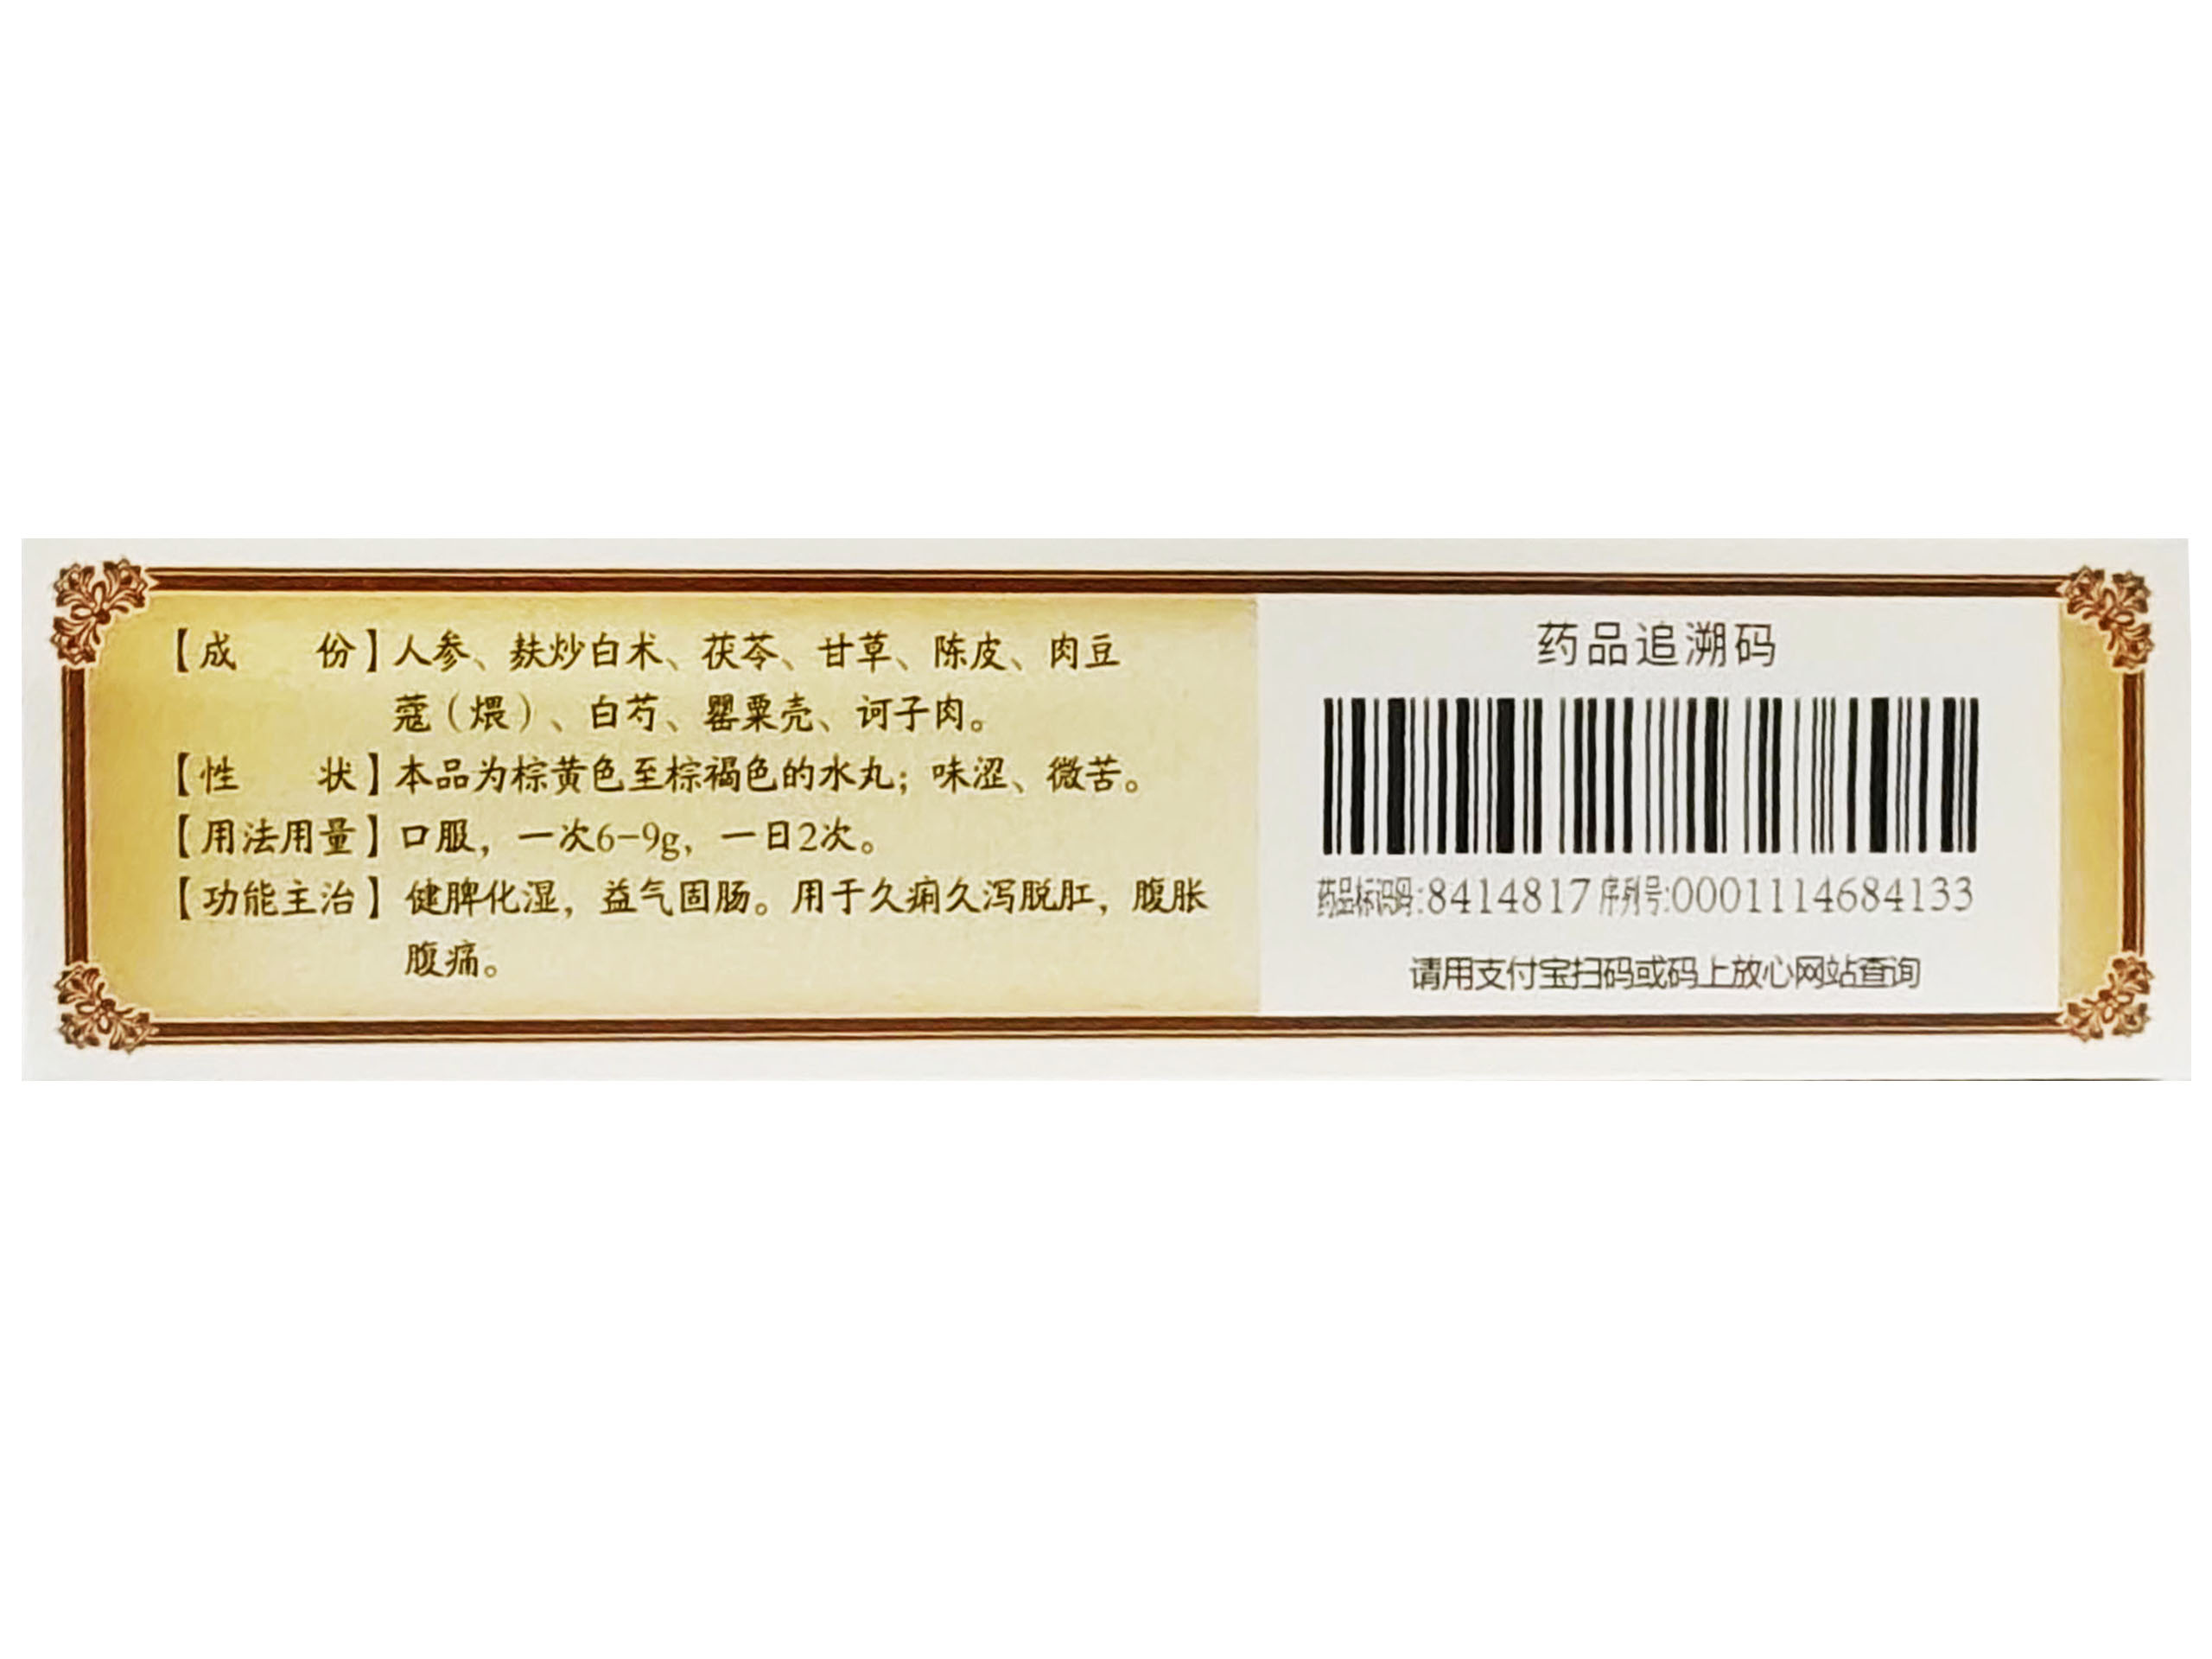 【成　　份】人参、麸炒白术、茯苓、甘草、陈皮、肉豆
蔻（煨）、白芍、罂粟壳、诃子肉。
【性　　状】本品为棕黄色至棕褐色的水丸；味涩、微苦。
【用法用量】口服，一次6-9g，一日2次。
【功能主治】健脾化湿，益气固肠。用于久痢久泻脱肛，腹胀
腹痛。
药品追溯码
药品标识码:8414817 序列号:0001114684133
请用支付宝扫码或码上放心网站查询